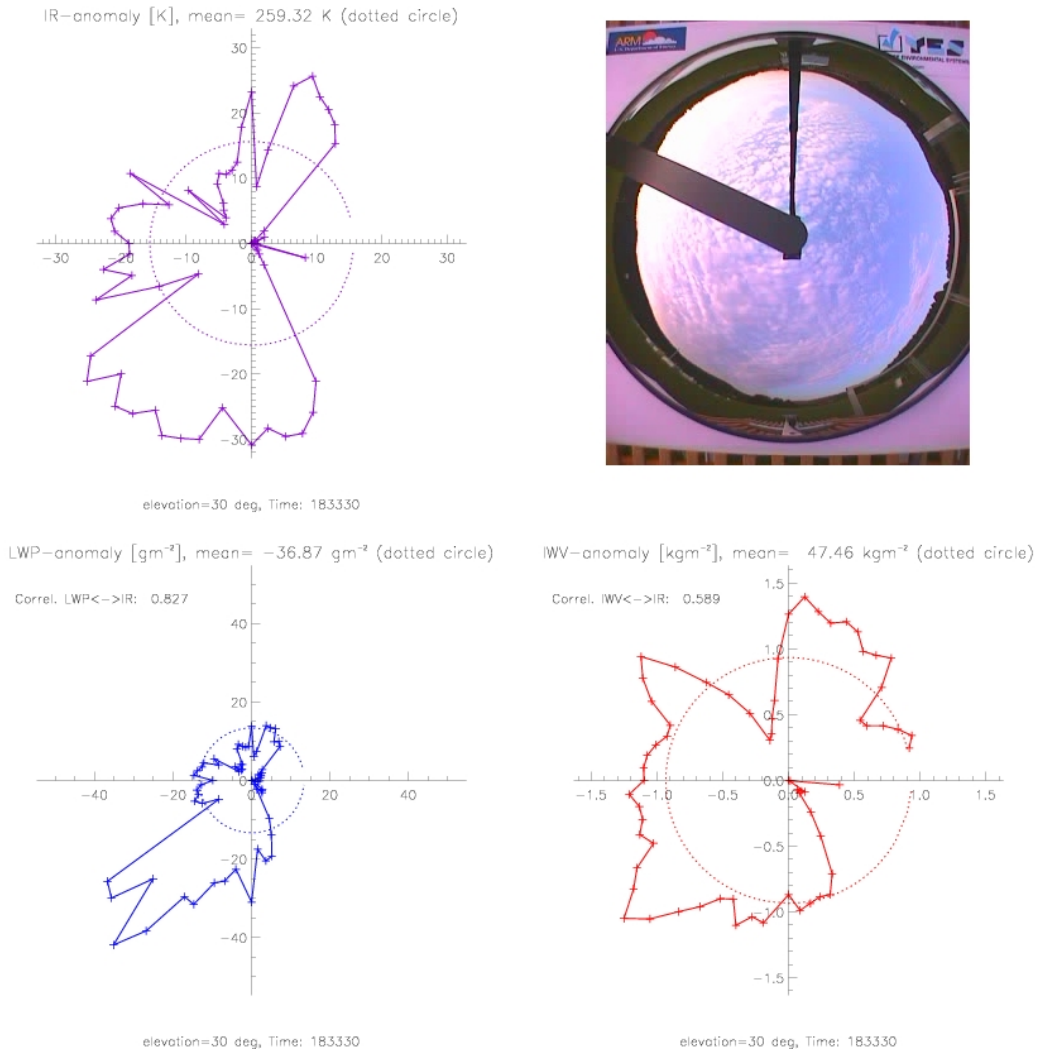 IR-anomaly [K], mean= 259.32 K (dotted circle)
30
20
10
0
-10
-20
-30
-30 -20 -10 0 10 20 30
elevation=30 deg, Time: 183330
ARM
YES
ENVIRONMENTAL SYSTEMS
LWP-anomaly [gm⁻²], mean= -36.87 gm⁻² (dotted circle)
Correl. LWP<->IR: 0.827
40
20
0
-20
-40
-40 -20 0 20 40
elevation=30 deg, Time: 183330
IWV-anomaly [kgm⁻²], mean= 47.46 kgm⁻² (dotted circle)
Correl. IWV<->IR: 0.589
1.5
1.0
0.5
0.0
-0.5
-1.0
-1.5
-1.5 -1.0 -0.5 0.0 0.5 1.0 1.5
elevation=30 deg, Time: 183330